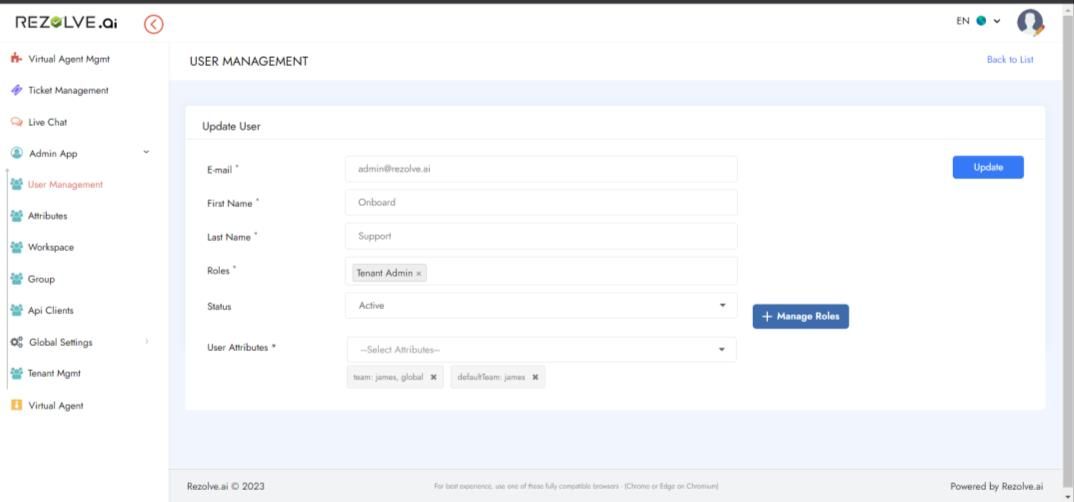 REZOLVE.ai
EN
Virtual Agent Mgmt
Ticket Management
Live Chat
Admin App
User Management
Attributes
Workspace
Group
Api Clients
Global Settings
Tenant Mgmt
Virtual Agent
USER MANAGEMENT
Back to List
Update User
E-mail *
admin@rezolve.ai
Update
First Name *
Onboard
Last Name *
Support
Roles *
Tenant Admin ×
Status
Active
+ Manage Roles
User Attributes *
--Select Attributes--
team: james, global ✖
defaultTeam: james ✖
Rezolve.ai © 2023
For best experience, use one of these fully compatible browsers - (Chrome or Edge on Chromium)
Powered by Rezolve.ai